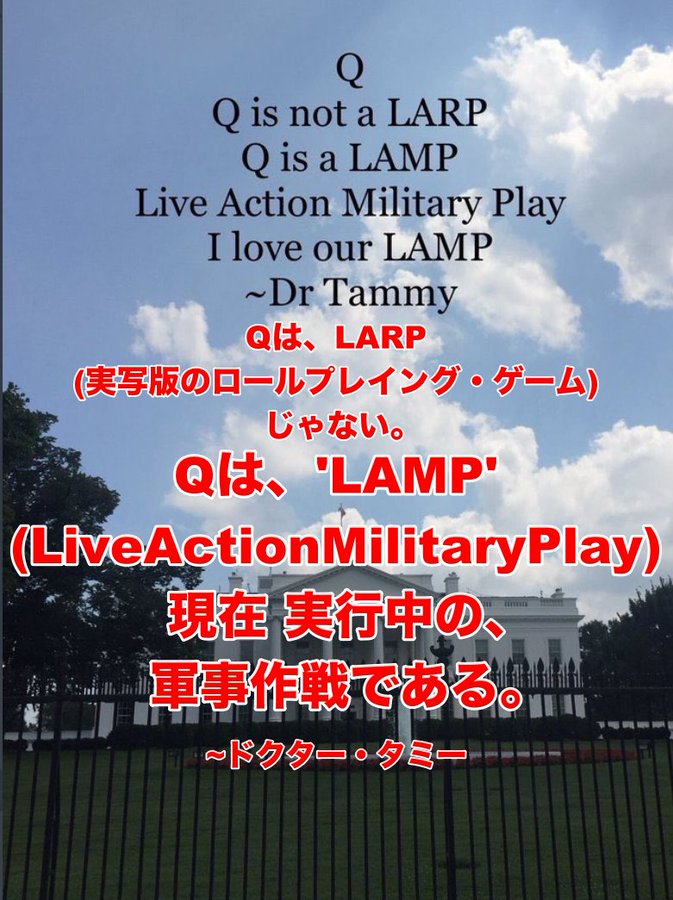 Q
Q is not a LARP
Q is a LAMP
Live Action Military Play
I love our LAMP
~Dr Tammy
Qは、LARP
(実写版のロールプレイング・ゲーム)
じゃない。
Qは、'LAMP'
(LiveActionMilitaryPlay)
現在 実行中の、
軍事作戦である。
~ドクター・タミー